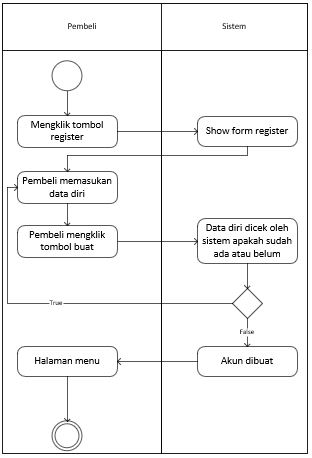 Pembeli
Sistem
Mengklik tombol
register
Show form register
Pembeli memasukan
data diri
Pembeli mengklik
tombol buat
Data diri dicek oleh
sistem apakah sudah
ada atau belum
True
False
Halaman menu
Akun dibuat